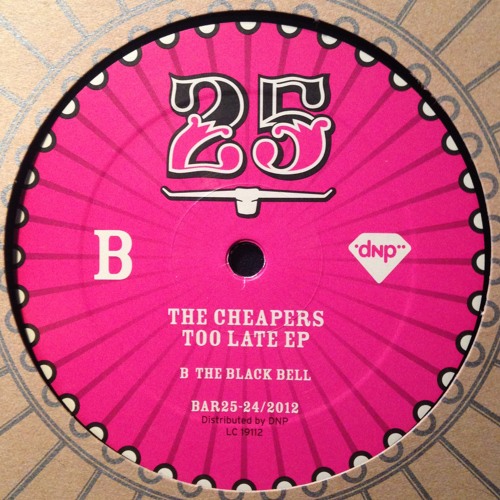 25
B
·dNP··
THE CHEAPERS
TOO LATE EP
B THE BLACK BELL
BAR25-24/2012
Distributed by DNP
LC 19112